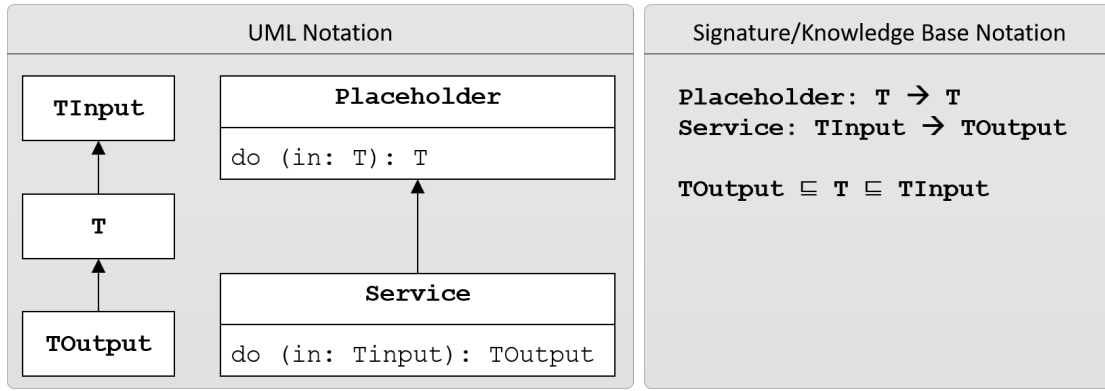 UML Notation
TInput
T
TOutput
Placeholder
do (in: T): T
Service
do (in: Tinput): TOutput
Signature/Knowledge Base Notation
Placeholder: T → T
Service: TInput → TOutput
TOutput ⊑ T ⊑ TInput